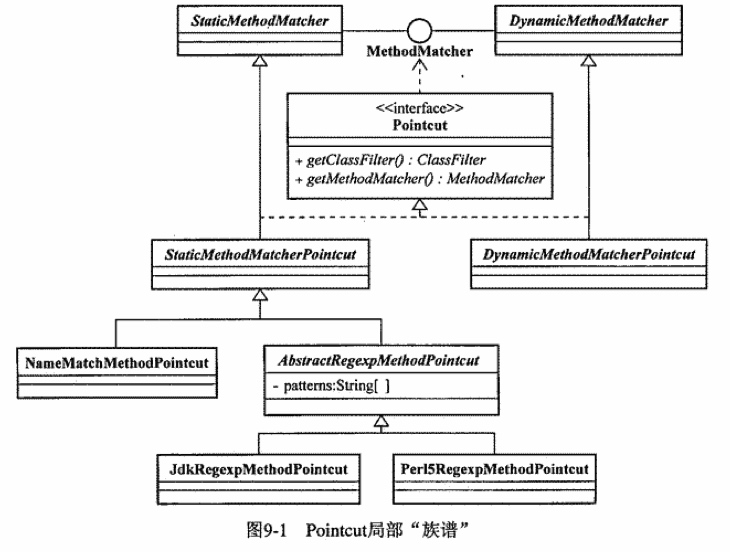 StaticMethodMatcher
DynamicMethodMatcher
MethodMatcher
<<interface>>
Pointcut
+ getClassFilter() : ClassFilter
+ getMethodMatcher() : MethodMatcher
StaticMethodMatcherPointcut
DynamicMethodMatcherPointcut
NameMatchMethodPointcut
AbstractRegexpMethodPointcut
- patterns:String[ ]
JdkRegexpMethodPointcut
Perl5RegexpMethodPointcut
图9-1 Pointcut局部“族谱”